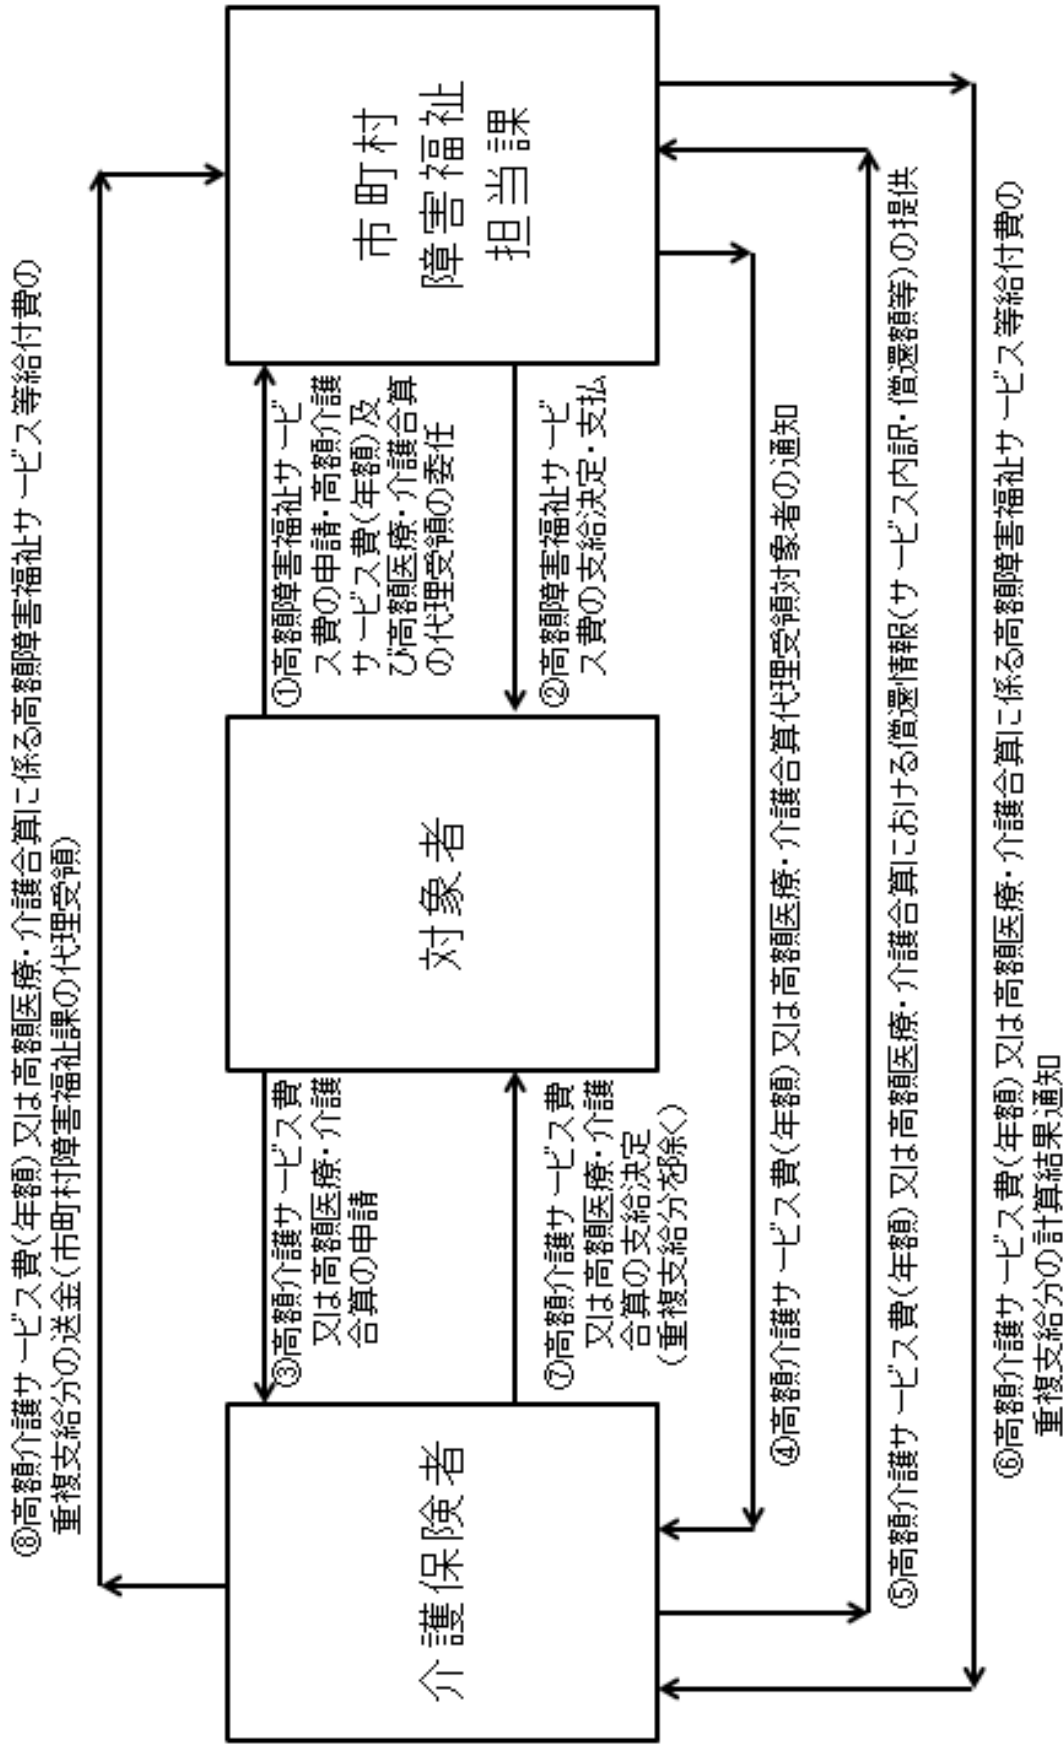 ⑧高額介護サービス費(年額)又は高額医療・介護合算に係る高額障害福祉サービス等給付費の
重複支給分の送金(市町村障害福祉課の代理受領)
介護保険者
③高額介護サービス費
又は高額医療・介護
合算の申請
⑦高額介護サービス費
又は高額医療・介護
合算の支給決定
(重複支給分を除く)
対象者
①高額障害福祉サービ
ス費の申請・高額介護
サービス費(年額)及
び高額医療・介護合算
の代理受領の委任
②高額障害福祉サービ
ス費の支給決定・支払
市町村
障害福祉
担当課
④高額介護サービス費(年額)又は高額医療・介護合算代理受領対象者の通知
⑤高額介護サービス費(年額)又は高額医療・介護合算における償還情報(サービス内訳・償還額等)の提供
⑥高額介護サービス費(年額)又は高額医療・介護合算に係る高額障害福祉サービス等給付費の
重複支給分の計算結果通知